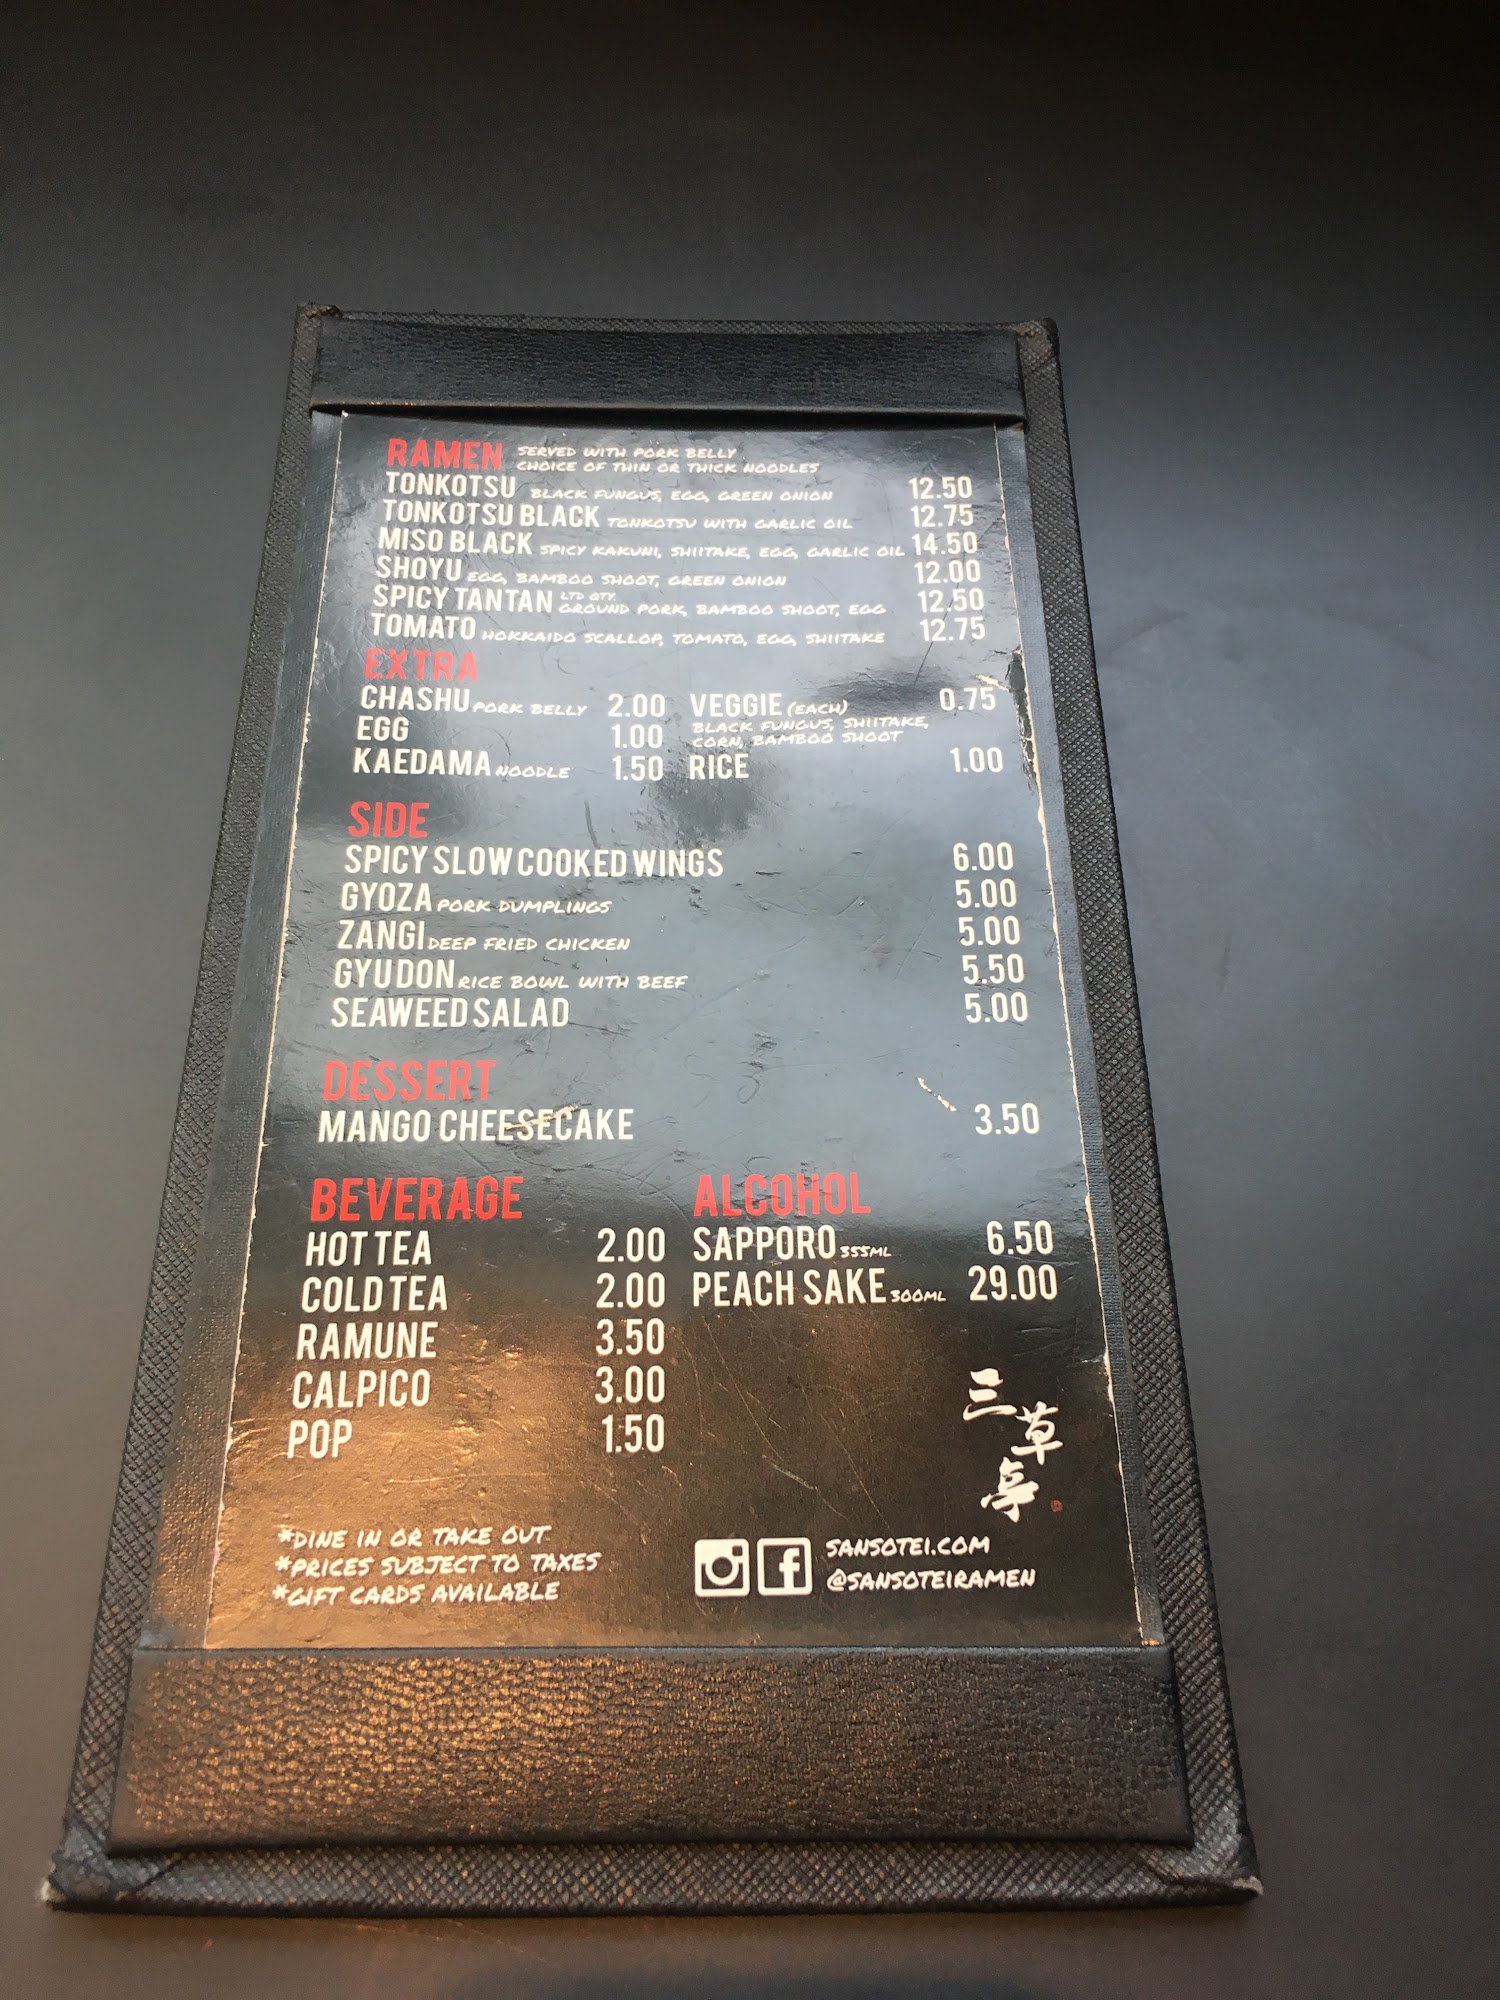 RAMEN SERVED WITH PORK BELLY
CHOICE OF THIN OR THICK NOODLES
TONKOTSU BLACK FUNGUS, EGG, GREEN ONION 12.50
TONKOTSU BLACK TONKOTSU WITH GARLIC OIL 12.75
MISO BLACK SPICY KAKUNI, SHIITAKE, EGG, GARLIC OIL 14.50
SHOYU EGG, BAMBOO SHOOT, GREEN ONION 12.00
SPICY TANTAN LTD QTY. GROUND PORK, BAMBOO SHOOT, EGG 12.50
TOMATO HOKKAIDO SCALLOP, TOMATO, EGG, SHIITAKE 12.75
EXTRA
CHASHU PORK BELLY 2.00
EGG 1.00
KAEDAMA NOODLE 1.50
VEGGIE (EACH) 0.75
BLACK FUNGUS, SHIITAKE,
CORN, BAMBOO SHOOT
RICE 1.00
SIDE
SPICY SLOW COOKED WINGS 6.00
GYOZA PORK DUMPLINGS 5.00
ZANGI DEEP FRIED CHICKEN 5.00
GYUDON RICE BOWL WITH BEEF 5.50
SEAWEED SALAD 5.00
DESSERT
MANGO CHEESECAKE 3.50
BEVERAGE
HOT TEA 2.00
COLD TEA 2.00
RAMUNE 3.50
CALPICO 3.00
POP 1.50
ALCOHOL
SAPPORO 355ML 6.50
PEACH SAKE 300ML 29.00
三草亭
*DINE IN OR TAKE OUT
*PRICES SUBJECT TO TAXES
*GIFT CARDS AVAILABLE
SANSOTEI.COM
@SANSOTEIRAMEN